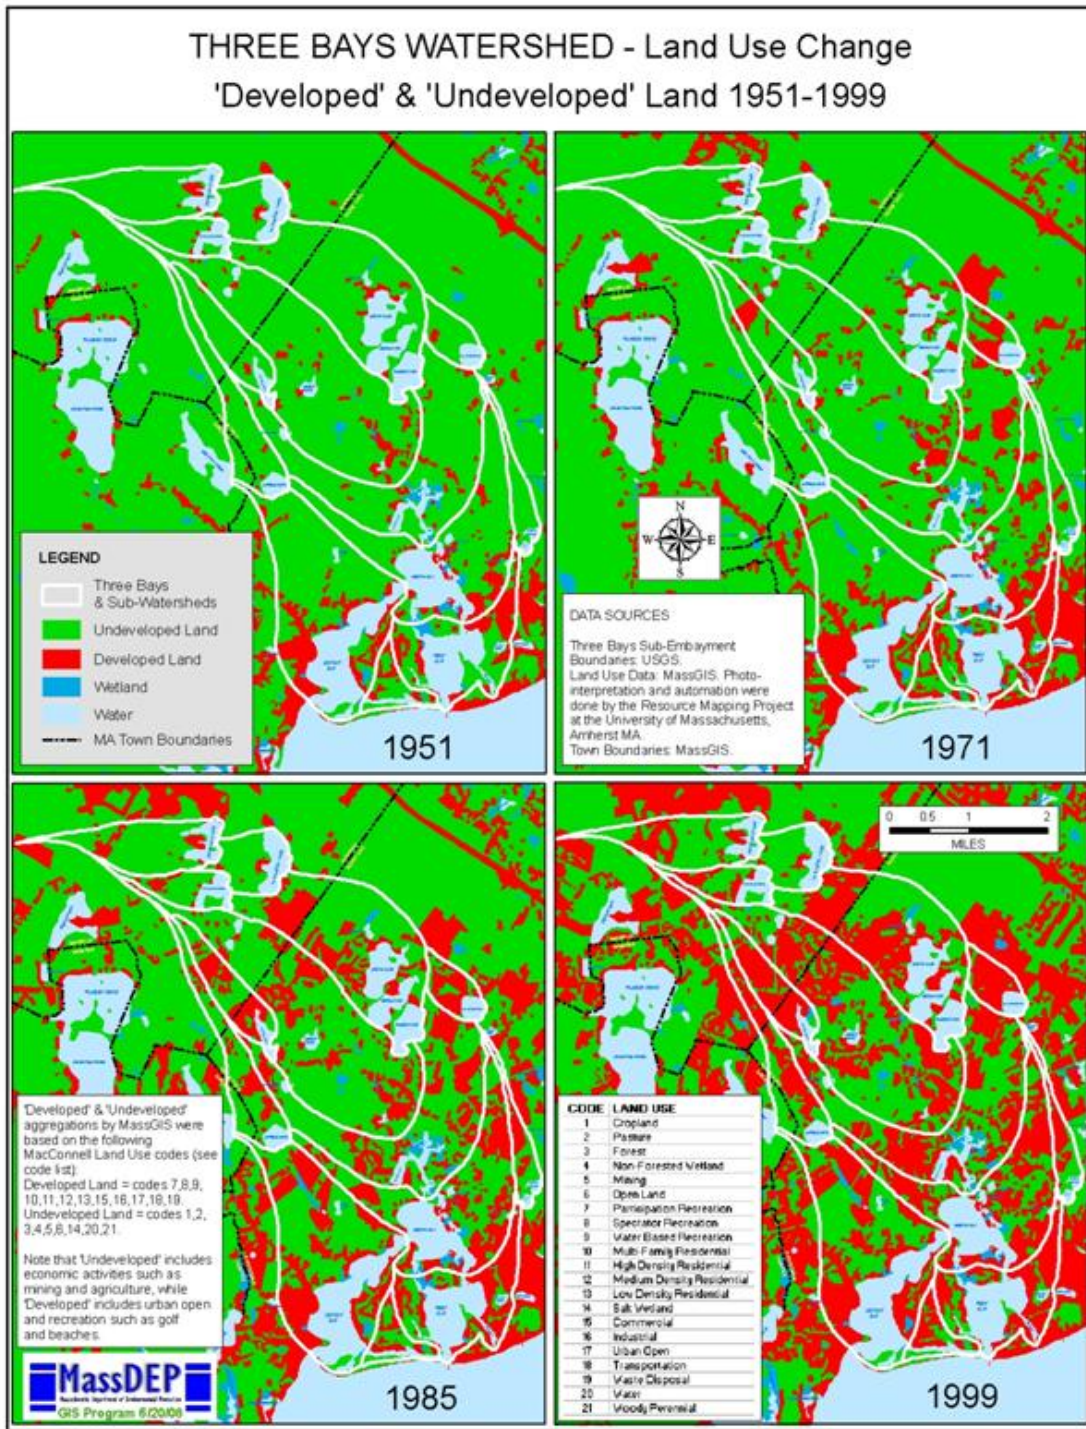 THREE BAYS WATERSHED - Land Use Change
'Developed' & 'Undeveloped' Land 1951-1999
LEGEND
Three Bays
& Sub-Watersheds
Undeveloped Land
Developed Land
Wetland
Water
MA Town Boundaries
1951
N
W E
S
DATA SOURCES
Three Bays Sub-Embayment
Boundaries: USGS.
Land Use Data: MassGIS. Photo-
interpretation and automation were
done by the Resource Mapping Project
at the University of Massachusetts,
Amherst MA
Town Boundaries: MassGIS.
1971
'Developed' & 'Undeveloped'
aggregations by MassGIS were
based on the following
MacConnell Land Use codes (see
code list):
Developed Land = codes 7,8,9,
10,11,12,13,15,16,17,18,19.
Undeveloped Land = codes 1,2,
3,4,5,6,14,20,21.
Note that 'Undeveloped' includes
economic activities such as
mining and agriculture, while
'Developed' includes urban open
and recreation such as golf
and beaches.
MassDEP
Massachusetts Department of Environmental Protection
GIS Program 6/20/06
1985
0 0.5 1 2
MILES
CODE LAND USE
1 Cropland
2 Pasture
3 Forest
4 Non-Forested Wetland
5 Mining
6 Open Land
7 Participation Recreation
8 Spectator Recreation
9 Water Based Recreation
10 Multi-Family Residential
11 High Density Residential
12 Medium Density Residential
13 Low Density Residential
14 Salt Wetland
15 Commercial
16 Industrial
17 Urban Open
18 Transportation
19 Waste Disposal
20 Water
21 Woody Perennial
1999